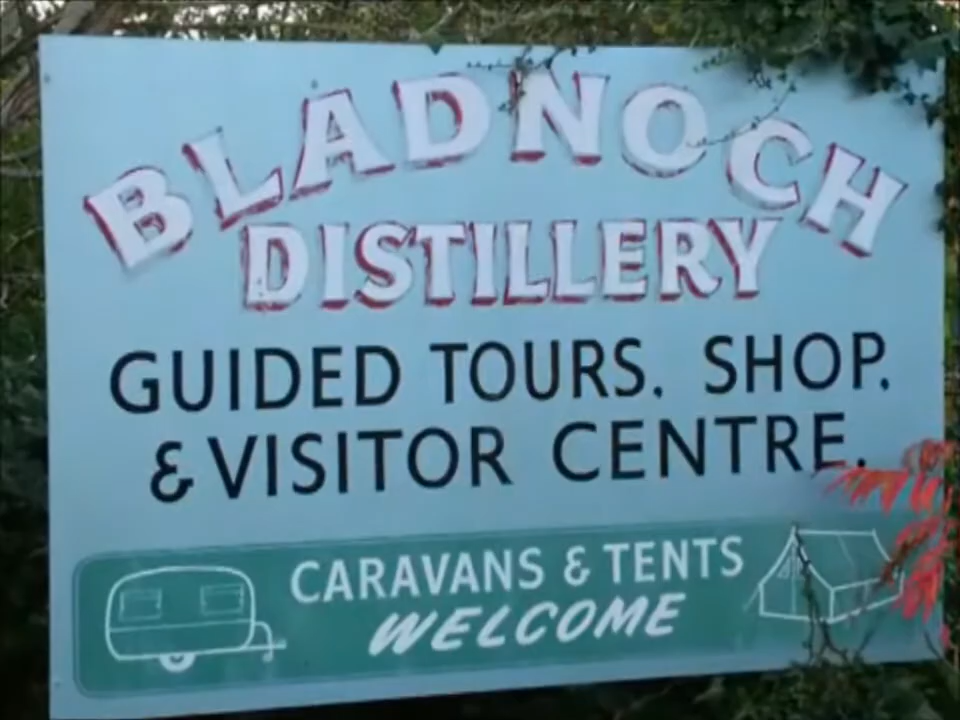 BLADNOCH
DISTILLERY
GUIDED TOURS. SHOP.
& VISITOR CENTRE.
CARAVANS & TENTS
WELCOME